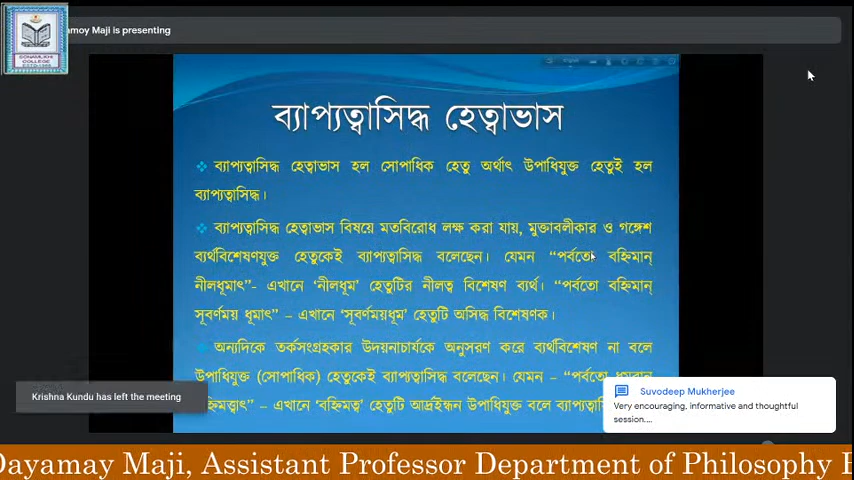 amoy Maji is presenting
ব্যাপ্যত্বাসিদ্ধ হেত্বাভাস
ব্যাপ্যত্বাসিদ্ধ হেত্বাভাস হল সোপাধিক হেতু অর্থাৎ উপাধিযুক্ত হেতুই হল
ব্যাপ্যত্বাসিদ্ধ।
ব্যাপ্যত্বাসিদ্ধ হেত্বাভাস বিষয়ে মতবিরোধ লক্ষ করা যায়, মুক্তাবলীকার ও গঙ্গেশ
ব্যর্থবিশেষণযুক্ত হেতুকেই ব্যাপ্যত্বাসিদ্ধ বলেছেন। যেমন “পর্বতো বহ্নিমান্
নীলধূমাৎ”- এখানে ‘নীলধূম’ হেতুটির নীলত্ব বিশেষণ ব্যর্থ। “পর্বতো বহ্নিমান্
সূবর্ণময় ধূমাৎ” – এখানে ‘সূবর্ণময়ধূম’ হেতুটি অসিদ্ধ বিশেষণক।
অন্যদিকে তর্কসংগ্রহকার উদয়নাচার্যকে অনুসরণ করে ব্যর্থবিশেষণ না বলে
উপাধিযুক্ত (সোপাধিক) হেতুকেই ব্যাপ্যত্বাসিদ্ধ বলেছেন। যেমন – “পর্বতো
– এখানে ‘বহ্নিমত্ব’ হেতুটি আর্দ্রইন্ধন উপাধিযুক্ত বলে
Krishna Kundu has left the meeting
Suvodeep Mukherjee
Very encouraging, informative and thoughtful
session....
Dayamay Maji, Assistant Professor Department of Philosophy